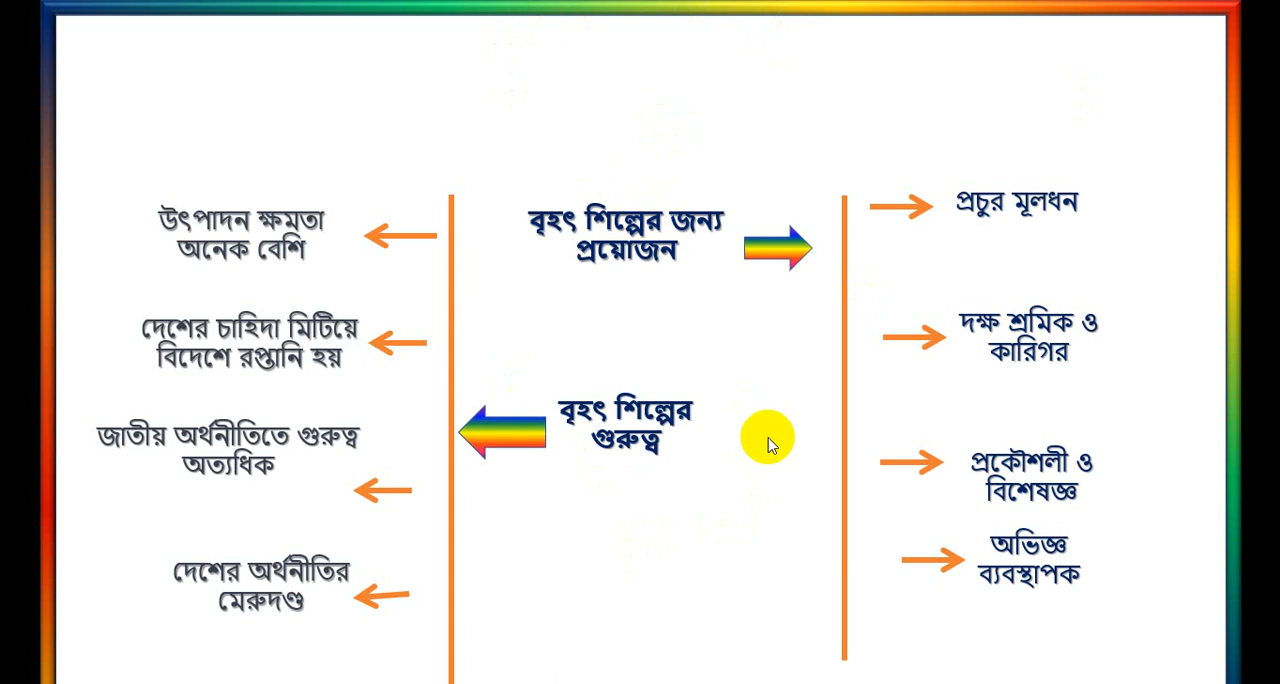 বৃহৎ শিল্পের জন্য
প্রয়োজন
প্রচুর মূলধন
দক্ষ শ্রমিক ও
কারিগর
প্রকৌশলী ও
বিশেষজ্ঞ
অভিজ্ঞ
ব্যবস্থাপক
বৃহৎ শিল্পের
গুরুত্ব
উৎপাদন ক্ষমতা
অনেক বেশি
দেশের চাহিদা মিটিয়ে
বিদেশে রপ্তানি হয়
জাতীয় অর্থনীতিতে গুরুত্ব
অত্যধিক
দেশের অর্থনীতির
মেরুদণ্ড